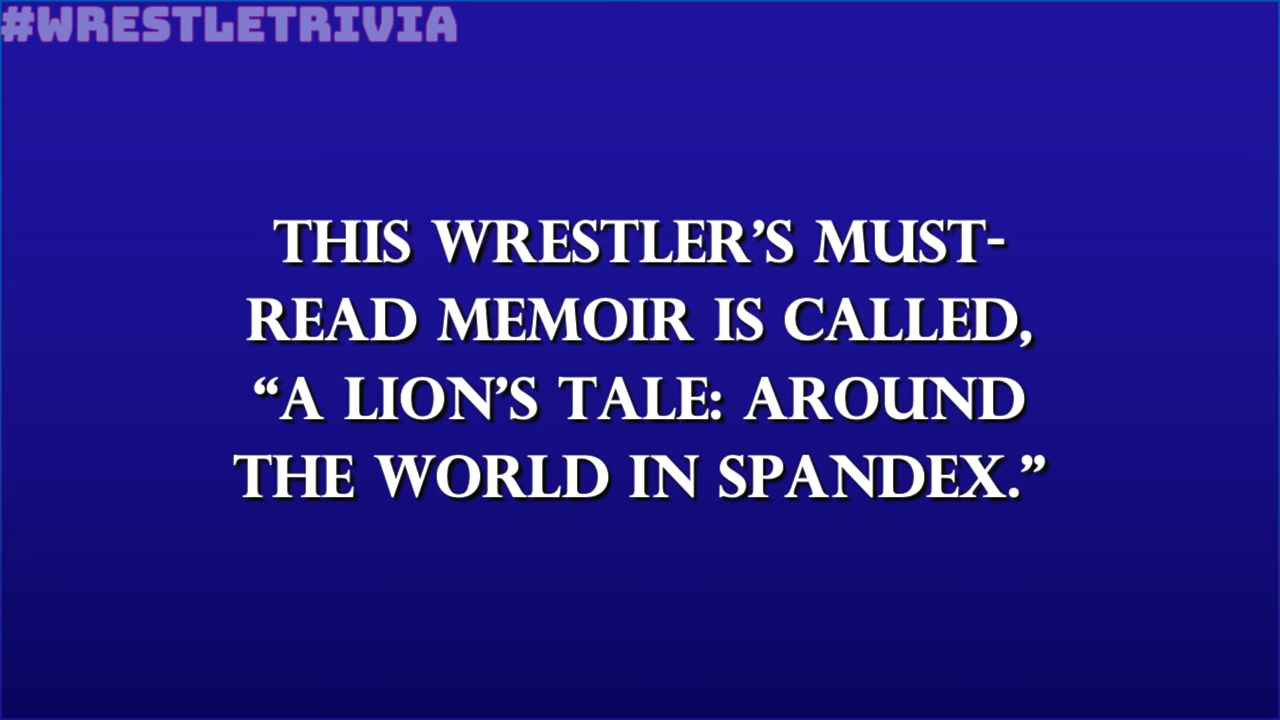 #WRESTLETRIVIA
THIS WRESTLER’S MUST-
READ MEMOIR IS CALLED,
“A LION’S TALE: AROUND
THE WORLD IN SPANDEX.”